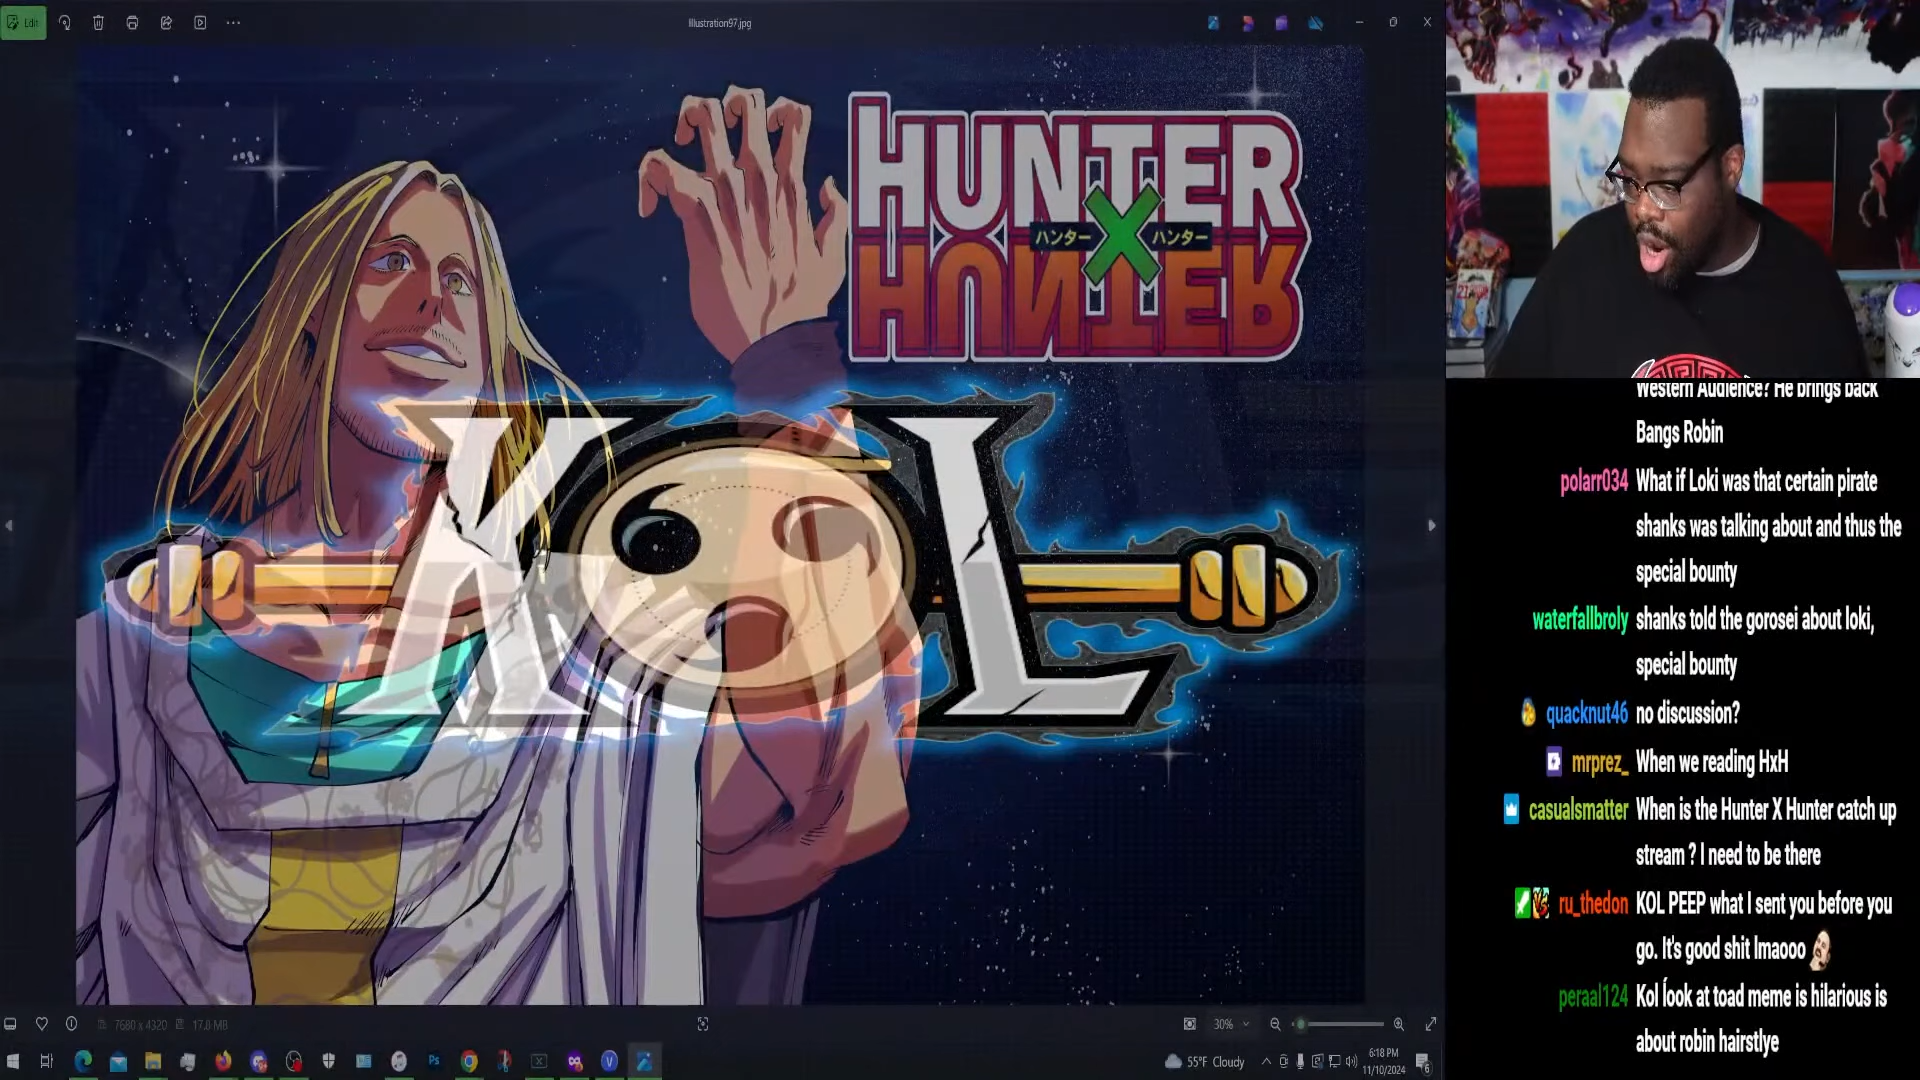 Edit
Illustration97.jpg
HUNTER
ハンター X ハンター
HUNTER
KOL
Western Audience? He brings back
Bangs Robin
polarr034 What if Loki was that certain pirate
shanks was talking about and thus the
special bounty
waterfallbroly shanks told the gorosei about loki,
special bounty
quacknut46 no discussion?
mrprez_ When we reading HxH
casualsmatter When is the Hunter X Hunter catch up
stream ? I need to be there
ru_thedon KOL PEEP what I sent you before you
go. It's good shit lmaooo
peraal124 Kol ĺook at toad meme is hilarious is
about robin hairstlye
7680 x 4320 17.8 MB
30%
55°F Cloudy
6:18 PM
11/10/2024